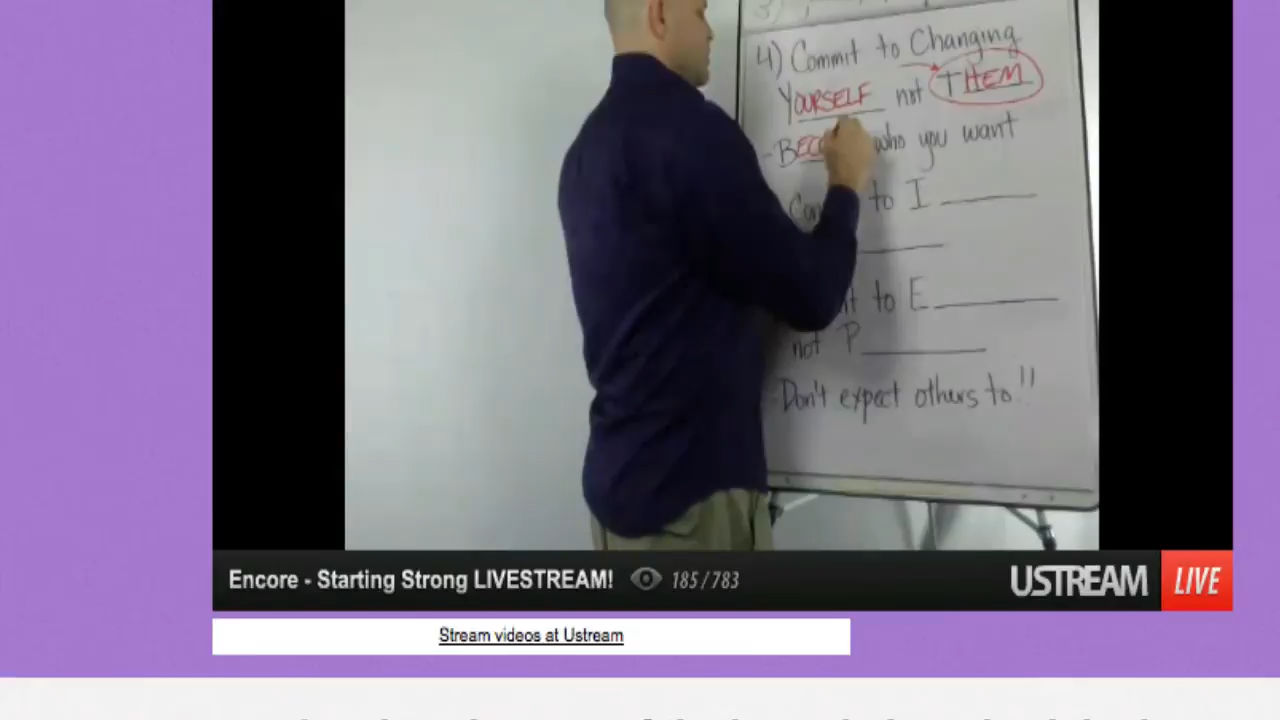 4) Commit to Changing
YOURSELF not THEM
- BECO who you want
to I
to E
not P
Don't expect others to!!
Encore - Starting Strong LIVESTREAM! 185/783
USTREAM LIVE
Stream videos at Ustream